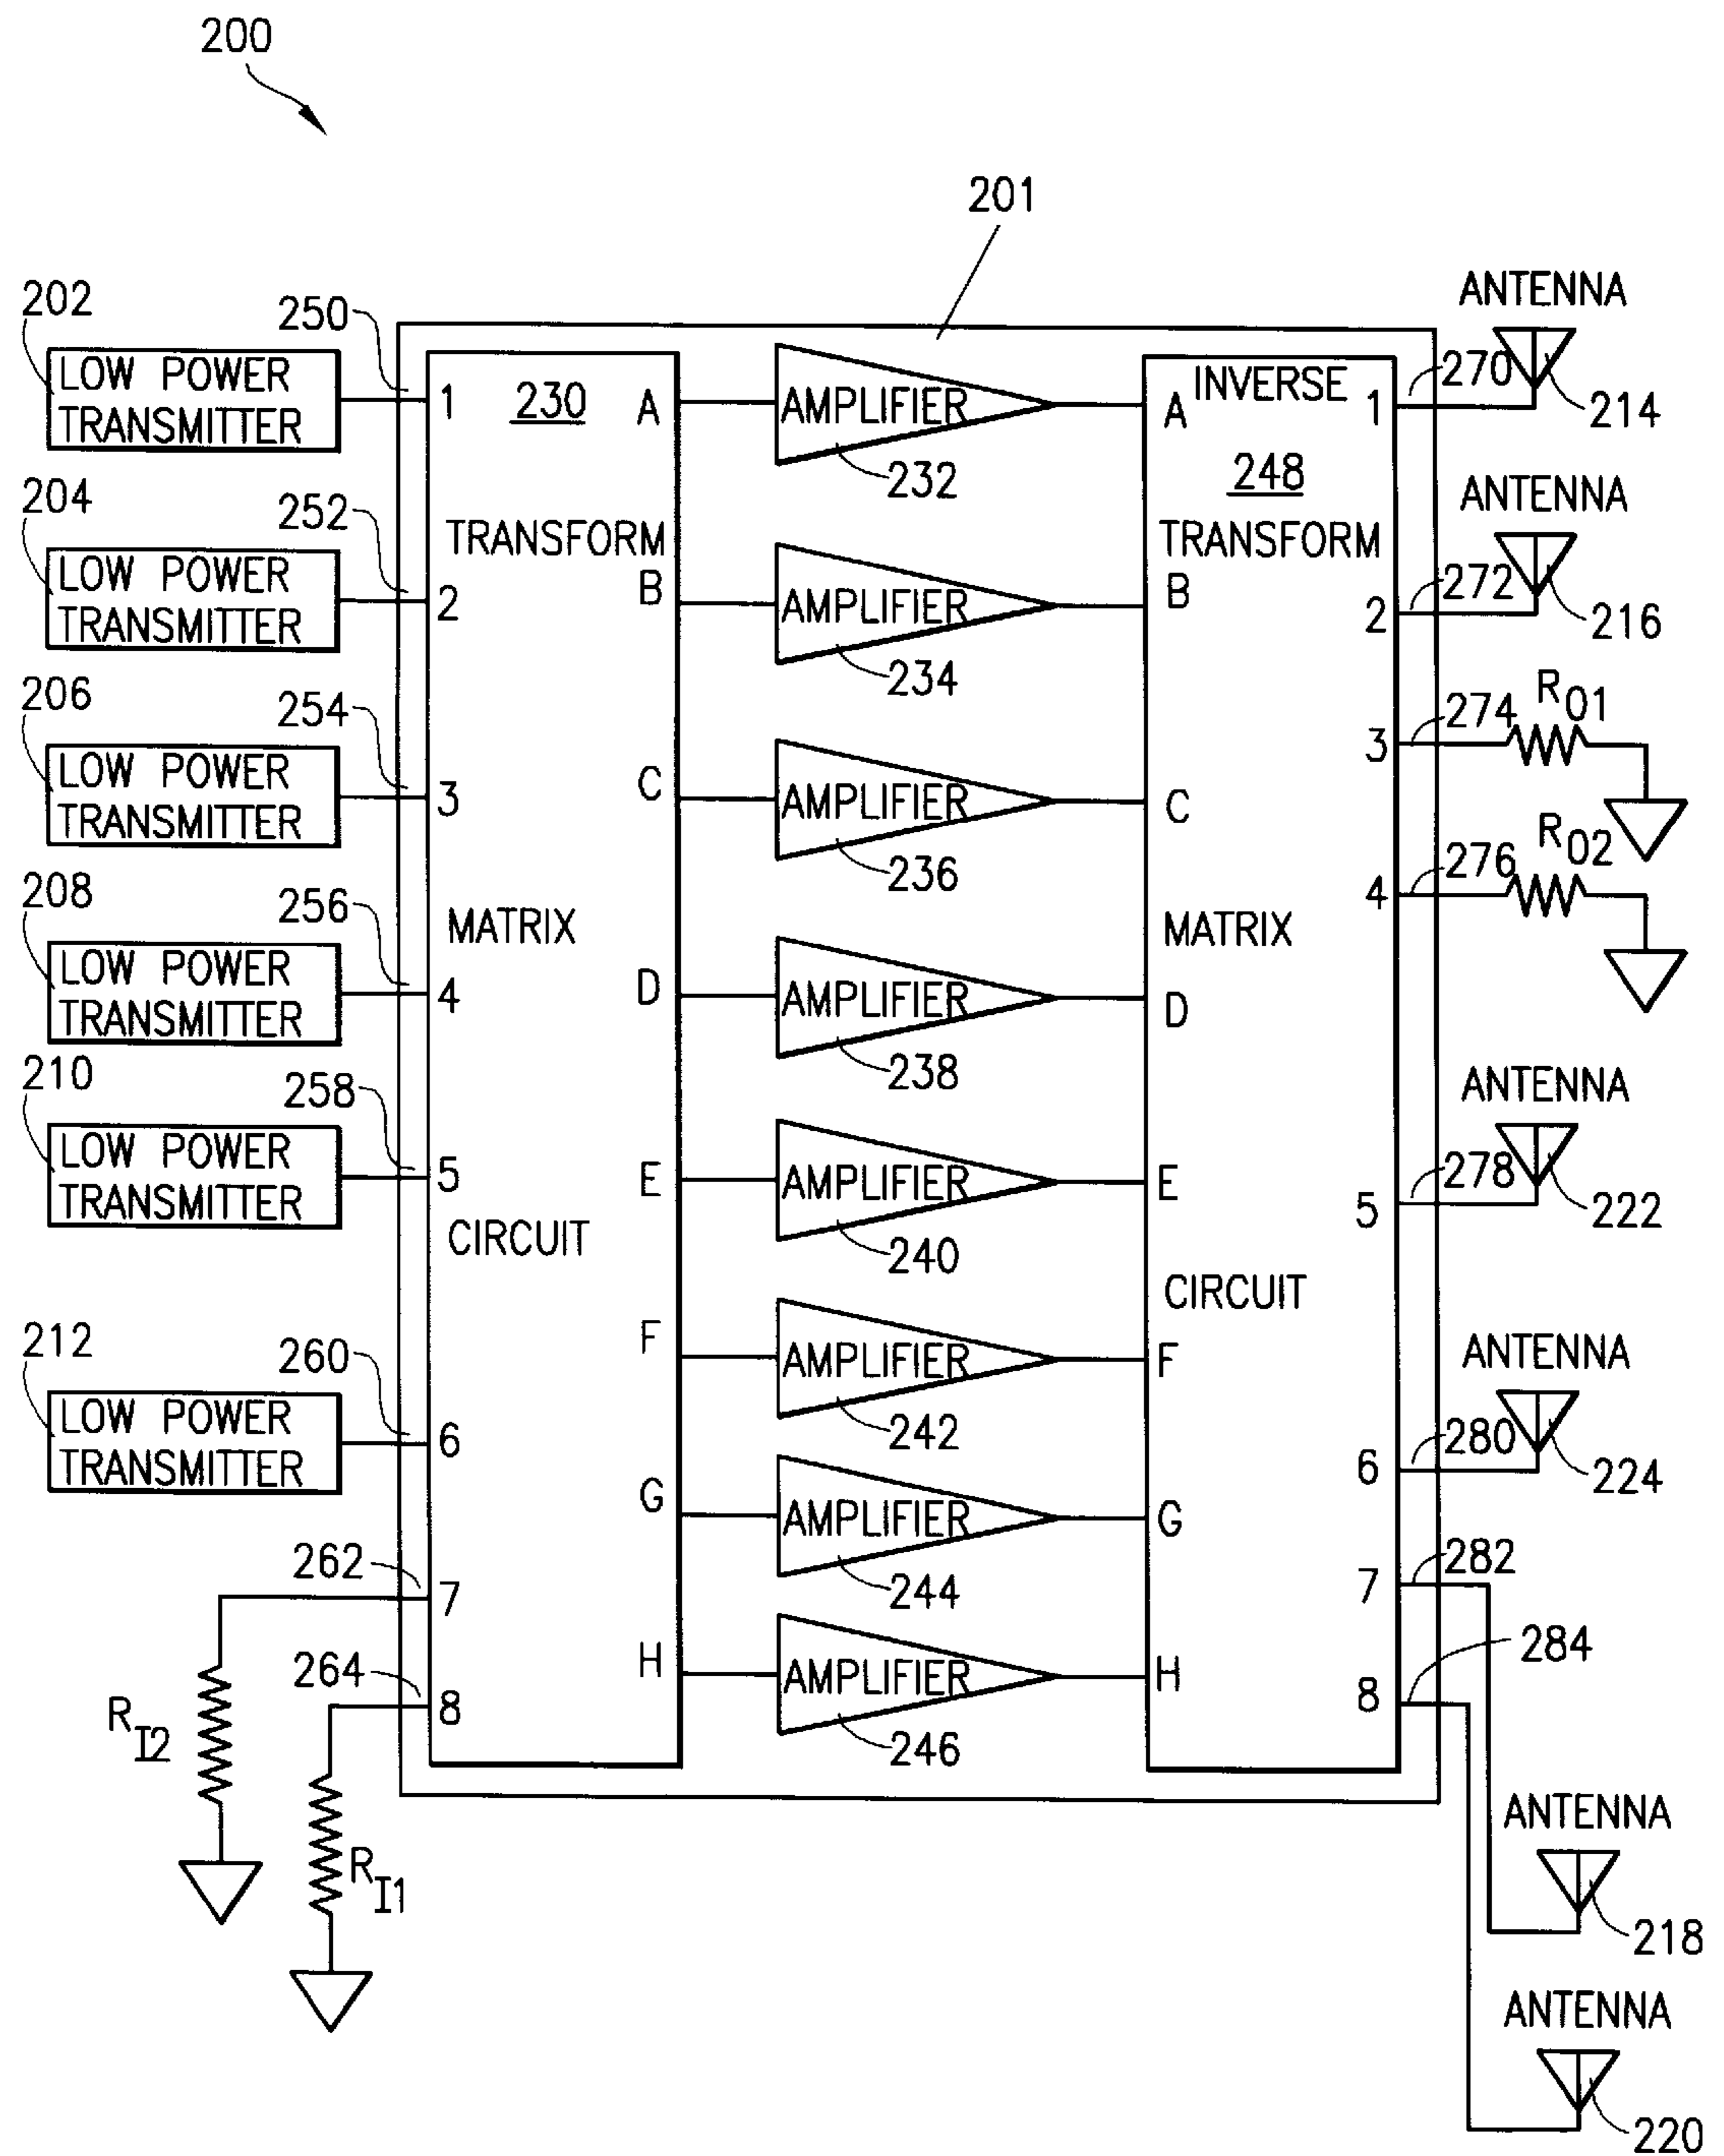 200
201
202
LOW POWER
TRANSMITTER
250
1
230
A
AMPLIFIER
232
A
INVERSE
1
270
ANTENNA
214
204
LOW POWER
TRANSMITTER
252
2
TRANSFORM
B
AMPLIFIER
234
248
TRANSFORM
B
2
272
ANTENNA
216
206
LOW POWER
TRANSMITTER
254
3
C
AMPLIFIER
236
C
3
274
RO1
208
LOW POWER
TRANSMITTER
256
4
MATRIX
D
AMPLIFIER
238
MATRIX
D
4
276
RO2
210
LOW POWER
TRANSMITTER
258
5
CIRCUIT
E
AMPLIFIER
240
E
5
278
ANTENNA
222
212
LOW POWER
TRANSMITTER
260
6
F
AMPLIFIER
242
CIRCUIT
F
6
280
ANTENNA
224
262
7
G
AMPLIFIER
244
G
7
282
264
8
H
AMPLIFIER
246
H
8
284
RI2
RI1
ANTENNA
218
ANTENNA
220